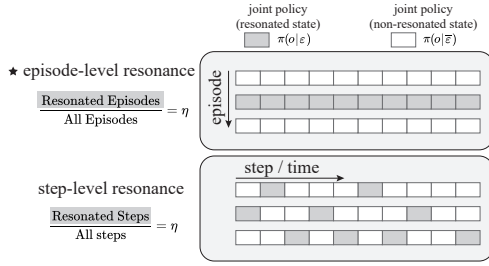 joint policy
(resonated state)
π(o|ε)
joint policy
(non-resonated state)
π(o|ε̅)
★ episode-level resonance
Resonated Episodes
All Episodes
= η
episode
step / time
step-level resonance
Resonated Steps
All steps
= η